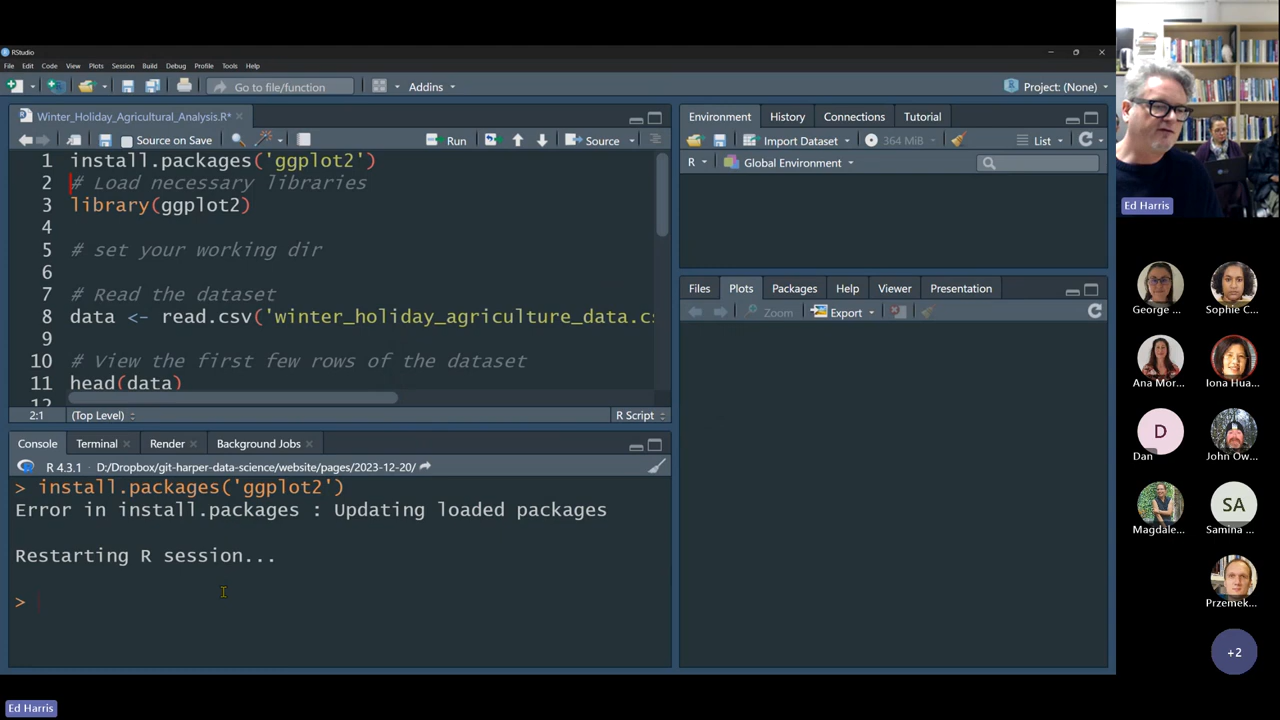 RStudio
File Edit Code View Plots Session Build Debug Profile Tools Help
Go to file/function
Addins
Project: (None)
Winter_Holiday_Agricultural_Analysis.R*
Source on Save
Run
Source
1 install.packages('ggplot2')
2 # Load necessary libraries
3 library(ggplot2)
4
5 # set your working dir
6
7 # Read the dataset
8 data <- read.csv('winter_holiday_agriculture_data.cs
9
10 # View the first few rows of the dataset
11 head(data)
12
2:1 (Top Level) R Script
Console Terminal Render Background Jobs
R 4.3.1 D:/Dropbox/git-harper-data-science/website/pages/2023-12-20/
> install.packages('ggplot2')
Error in install.packages : Updating loaded packages
Restarting R session...
>
Environment History Connections Tutorial
Import Dataset 364 MiB List
R Global Environment
Files Plots Packages Help Viewer Presentation
Zoom Export
Ed Harris
George ... Sophie C...
Ana Mor... Iona Hua...
D
Dan John Ow...
SA
Magdale... Samina ...
Przemek...
+2
Ed Harris